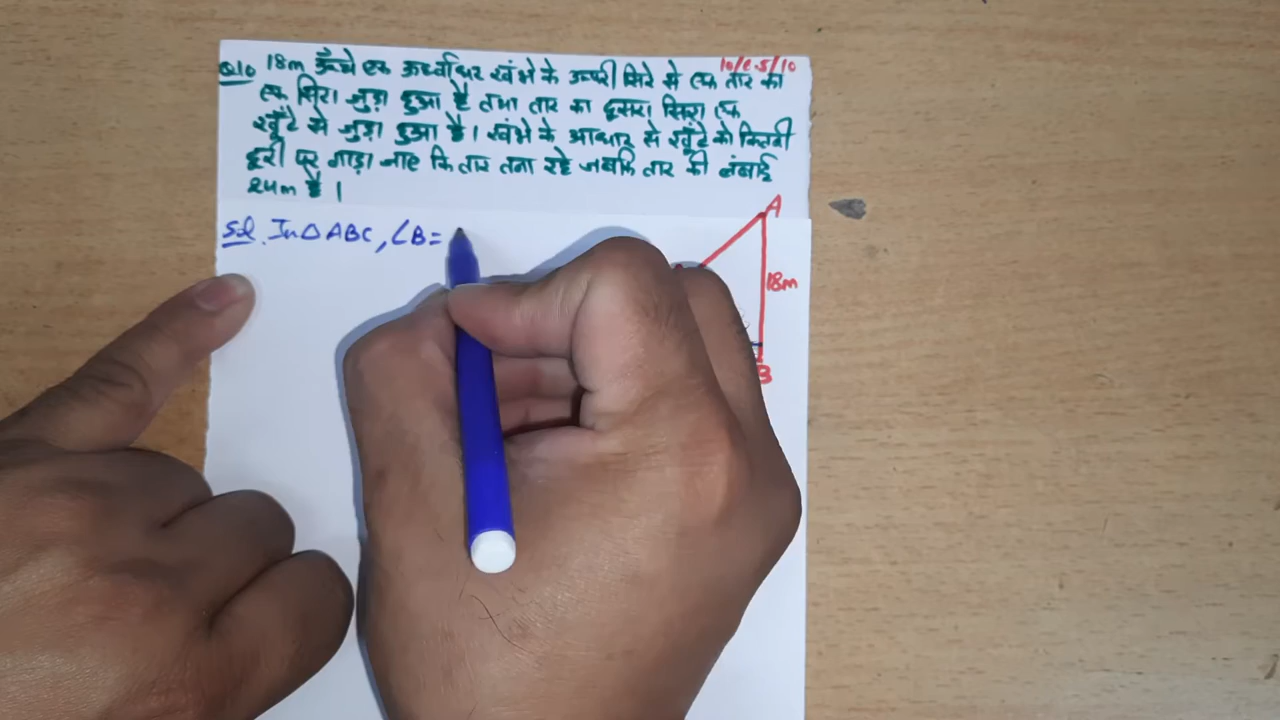 Q10 18m ऊँचे एक ऊर्ध्वाधर खंभे के ऊपरी सिरे से एक तार का
10/6.5/10
एक सिरा जुड़ा हुआ है तथा तार का दूसरा सिरा एक
खूँटे से जुड़ा हुआ है। खंभे के आधार से खूँटे को कितनी
दूरी पर गाड़ा जाए कि तार तना रहे जबकि तार की लंबाई
24m है।
Sol. In △ ABC, ∠B=
A
18m
B